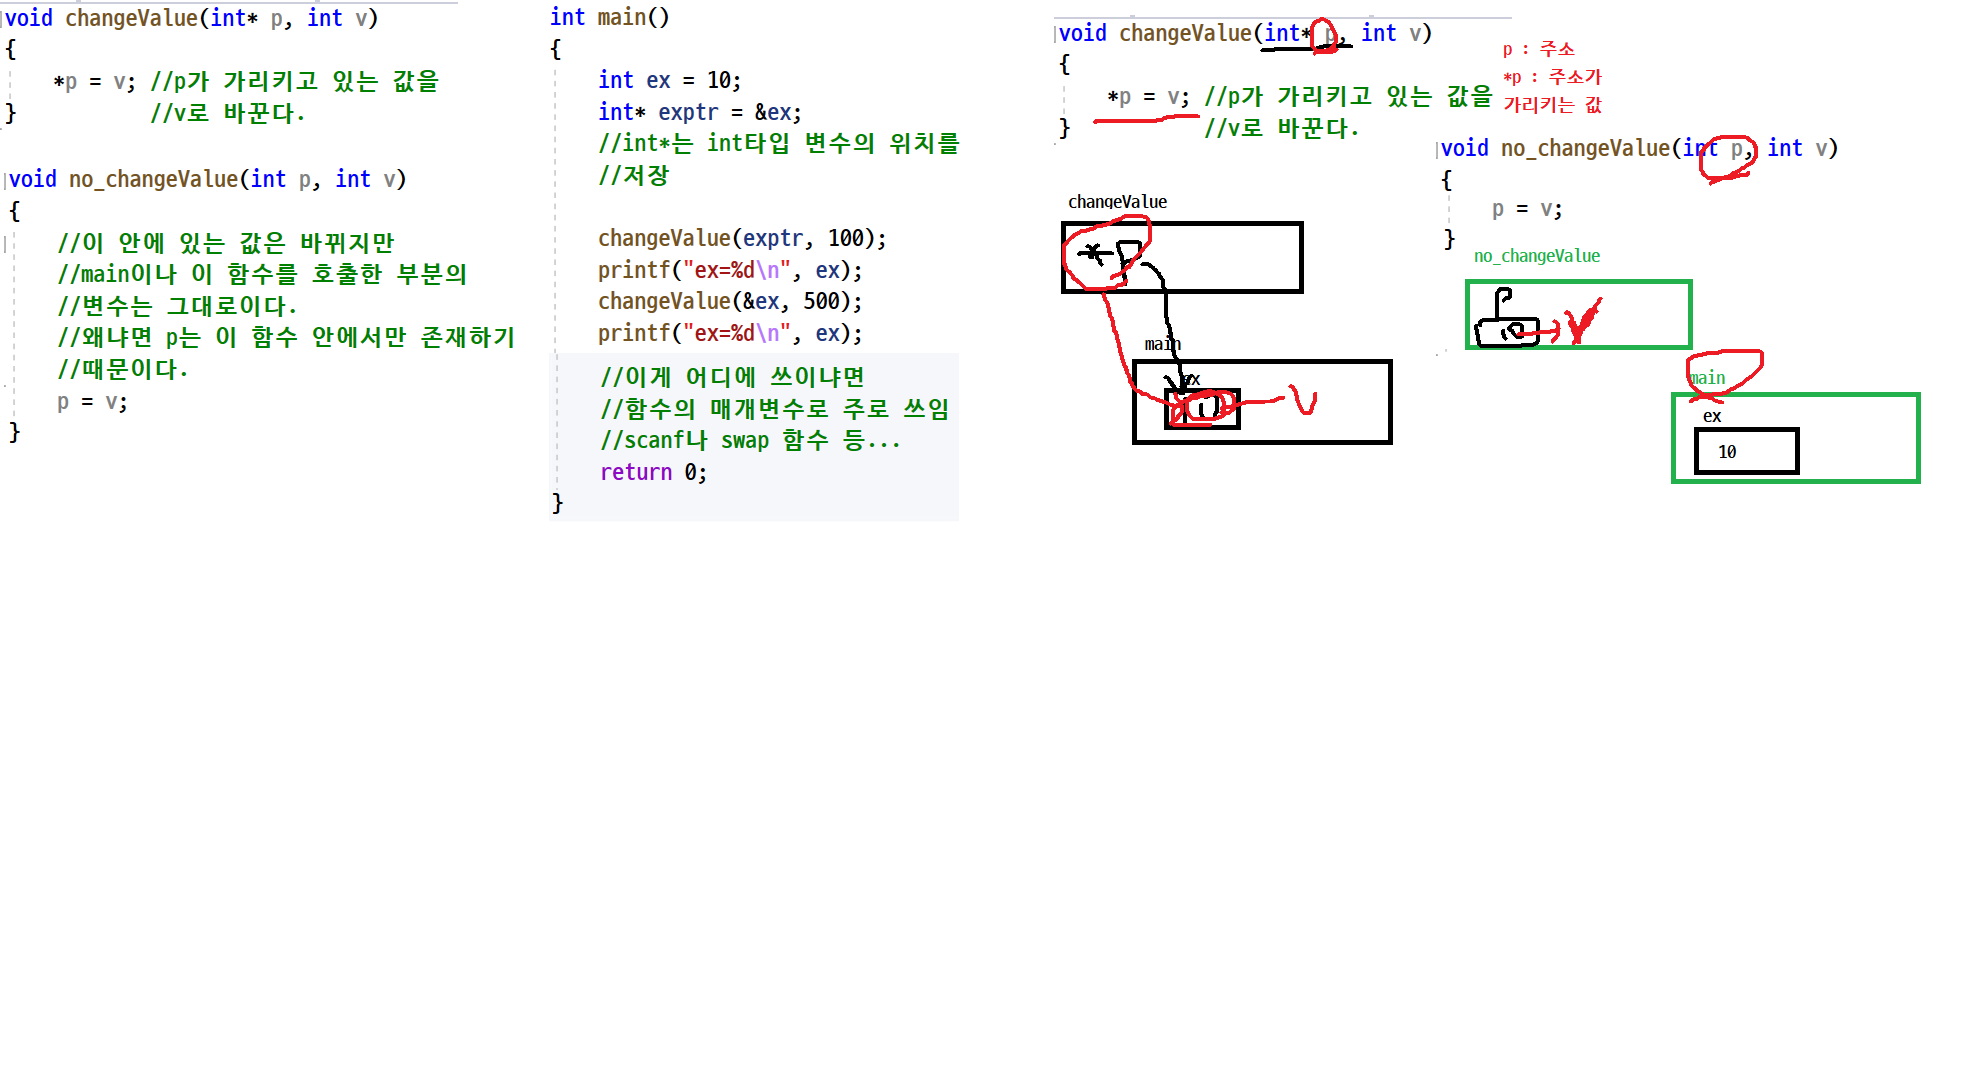 void changeValue(int* p, int v)
{
*p = v; //p가 가리키고 있는 값을
} //v로 바꾼다.
void no_changeValue(int p, int v)
{
//이 안에 있는 값은 바뀌지만
//main이나 이 함수를 호출한 부분의
//변수는 그대로이다.
//왜냐면 p는 이 함수 안에서만 존재하기
//때문이다.
p = v;
}
int main()
{
int ex = 10;
int* exptr = &ex;
//int*는 int타입 변수의 위치를
//저장
changeValue(exptr, 100);
printf("ex=%d\n", ex);
changeValue(&ex, 500);
printf("ex=%d\n", ex);
//이게 어디에 쓰이냐면
//함수의 매개변수로 주로 쓰임
//scanf나 swap 함수 등...
return 0;
}
void changeValue(int* p, int v)
{
*p = v; //p가 가리키고 있는 값을
} //v로 바꾼다.
p : 주소
*p : 주소가
가리키는 값
changeValue
* p
main
ex
10
v
void no_changeValue(int p, int v)
{
p = v;
}
no_changeValue
p
10
v
main
ex
10